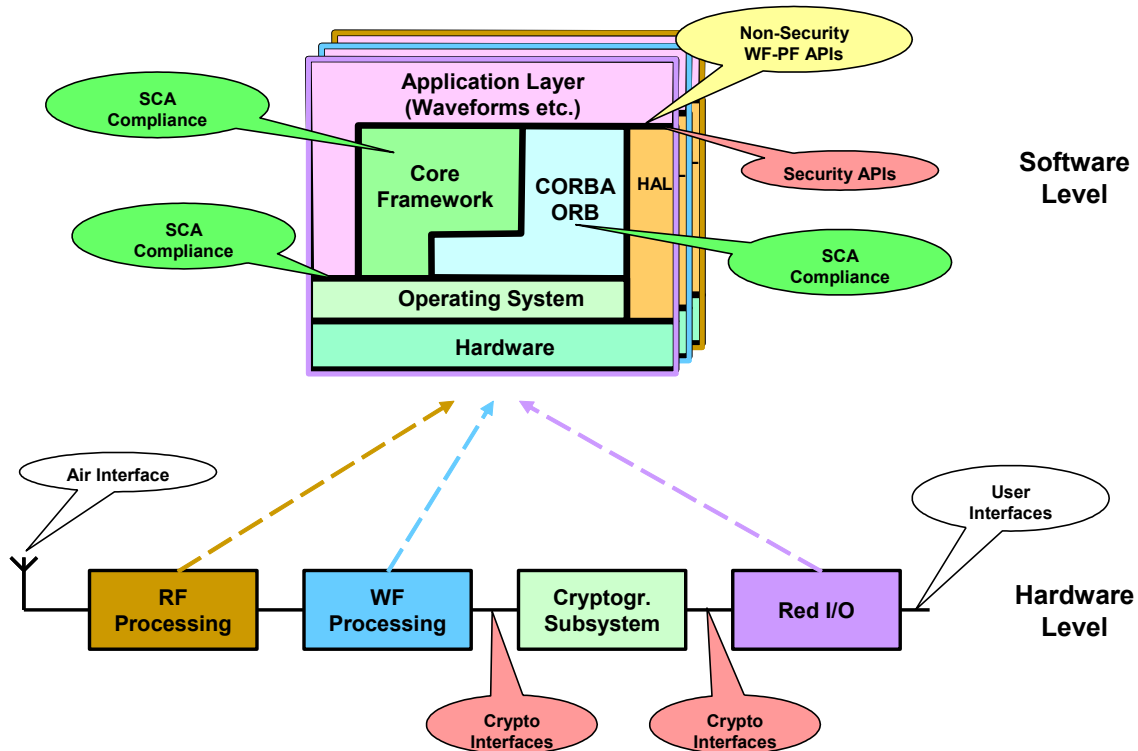 Non-Security
WF-PF APIs
Application Layer
(Waveforms etc.)
SCA
Compliance
Security APIs
Software
Level
Core
Framework
CORBA
ORB
HAL
SCA
Compliance
SCA
Compliance
Operating System
Hardware
Air Interface
User
Interfaces
RF
Processing
WF
Processing
Cryptogr.
Subsystem
Red I/O
Hardware
Level
Crypto
Interfaces
Crypto
Interfaces